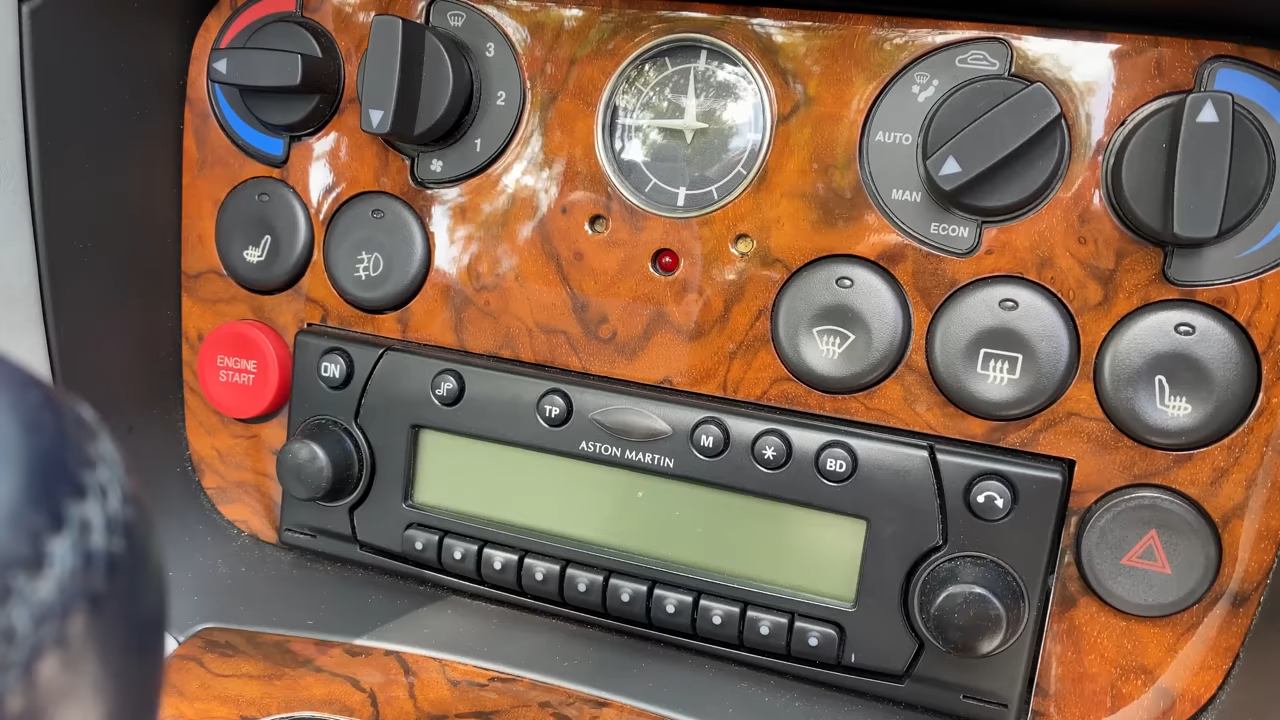 3
2
1
AUTO
MAN
ECON
ENGINE
START
ON
TP
M
*
BD
ASTON MARTIN